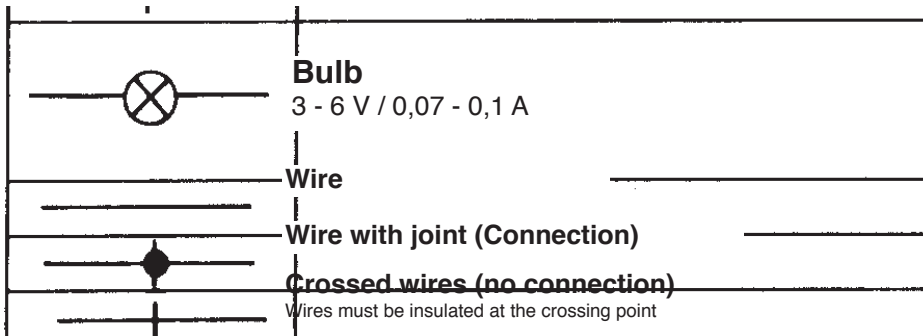 Bulb
3 - 6 V / 0,07 - 0,1 A
Wire
Wire with joint (Connection)
Crossed wires (no connection)
Wires must be insulated at the crossing point